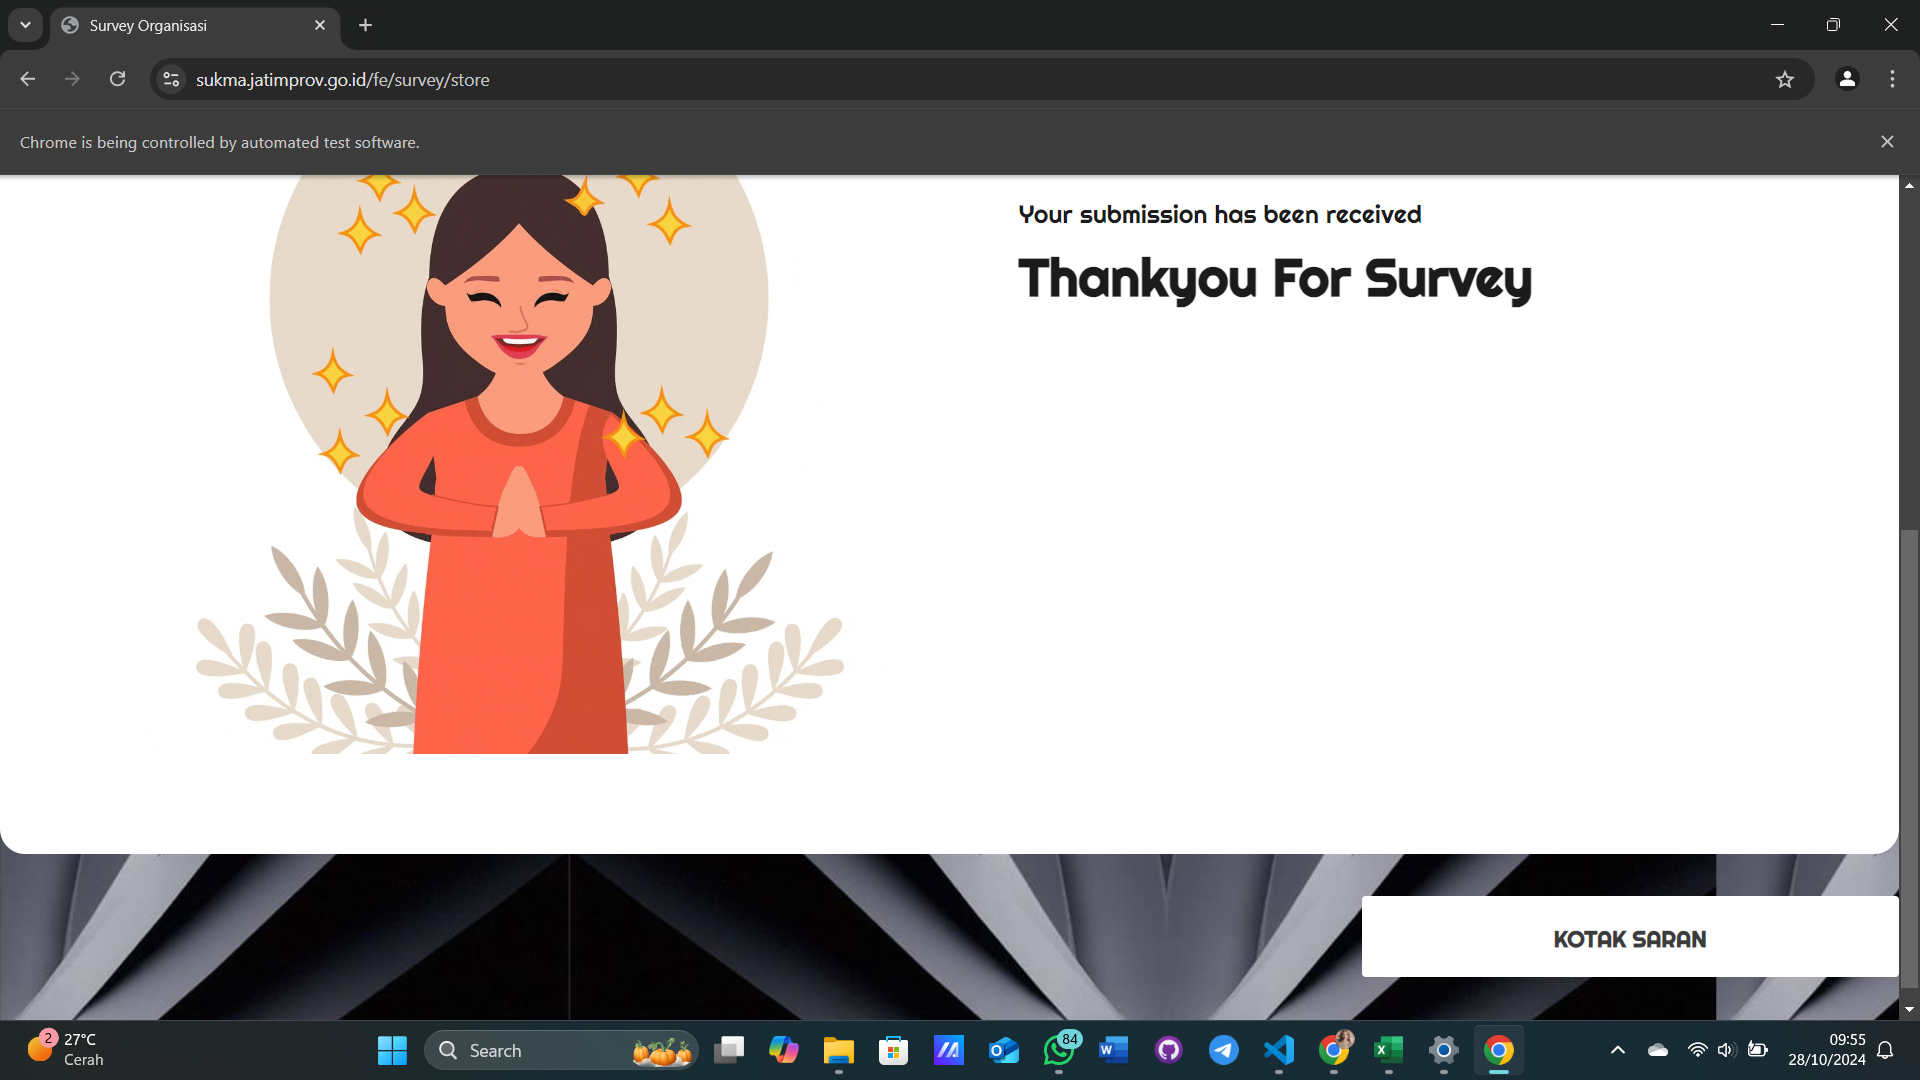 Survey Organisasi
sukma.jatimprov.go.id/fe/survey/store
Chrome is being controlled by automated test software.
Your submission has been received
Thankyou For Survey
KOTAK SARAN
2
27°C
Cerah
Search
84
09:55
28/10/2024